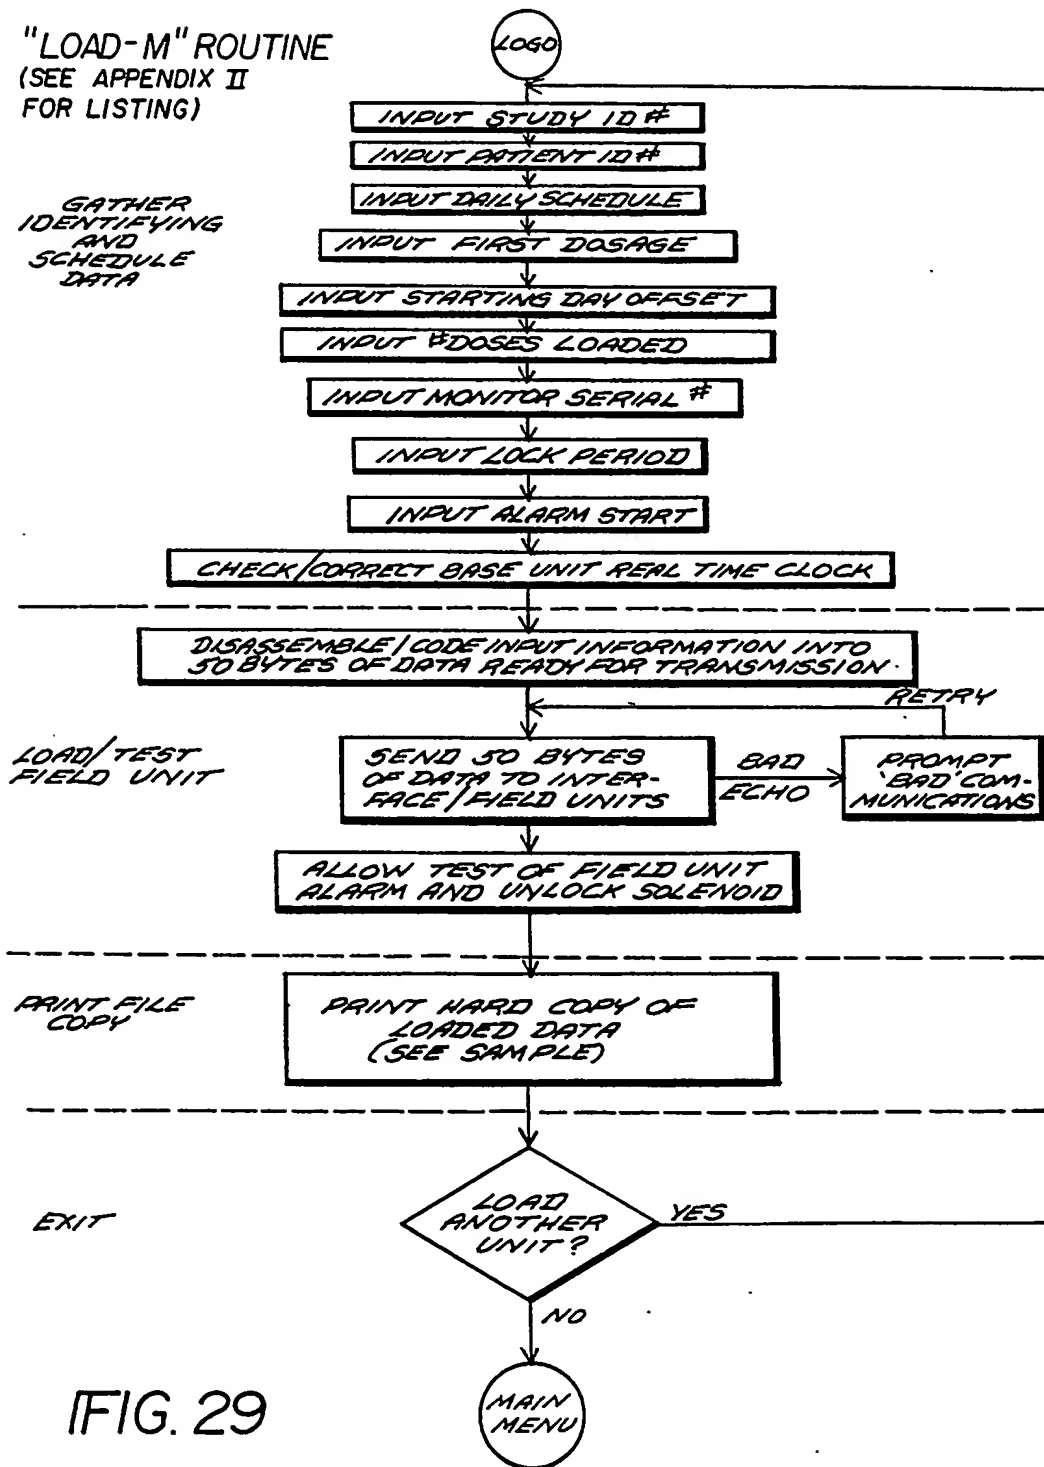 "LOAD-M" ROUTINE
(SEE APPENDIX II
FOR LISTING)
LOGO
INPUT STUDY ID #
INPUT PATIENT ID #
INPUT DAILY SCHEDULE
INPUT FIRST DOSAGE
INPUT STARTING DAY OFFSET
INPUT # DOSES LOADED
INPUT MONITOR SERIAL #
INPUT LOCK PERIOD
INPUT ALARM START
CHECK/CORRECT BASE UNIT REAL TIME CLOCK
GATHER
IDENTIFYING
AND
SCHEDULE
DATA
DISASSEMBLE/CODE INPUT INFORMATION INTO
50 BYTES OF DATA READY FOR TRANSMISSION.
RETRY
LOAD/TEST
FIELD UNIT
SEND 50 BYTES
OF DATA TO INTER-
FACE/FIELD UNITS
BAD
ECHO
PROMPT
'BAD' COM-
MUNICATIONS
ALLOW TEST OF FIELD UNIT
ALARM AND UNLOCK SOLENOID
PRINT FILE
COPY
PRINT HARD COPY OF
LOADED DATA
(SEE SAMPLE)
EXIT
LOAD
ANOTHER
UNIT?
YES
NO
MAIN
MENU
FIG. 29